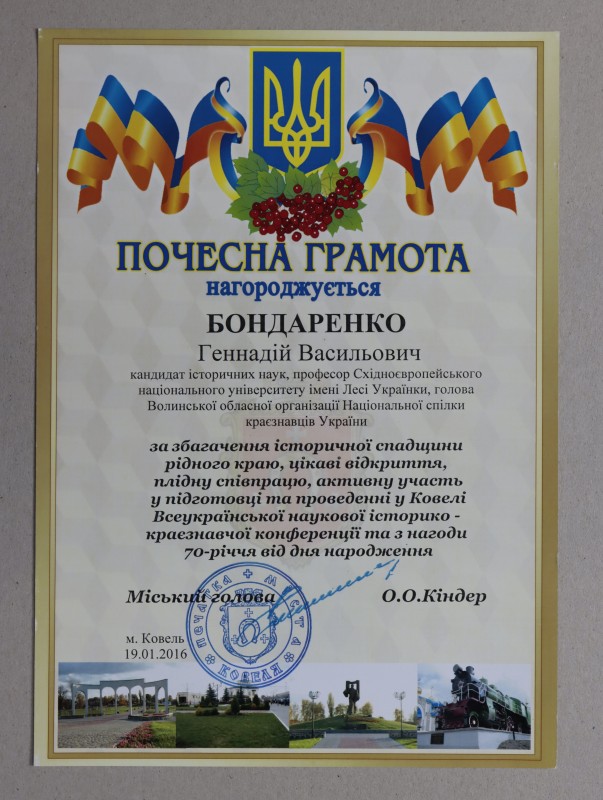 ПОЧЕСНА ГРАМОТА
нагороджується
БОНДАРЕНКО
Геннадій Васильович
кандидат історичних наук, професор Східноєвропейського
національного університету імені Лесі Українки, голова
Волинської обласної організації Національної спілки
краєзнавців України
за збагачення історичної спадщини
рідного краю, цікаві відкриття,
плідну співпрацю, активну участь
у підготовці та проведенні у Ковелі
Всеукраїнської наукової історико -
краєзнавчої конференції та з нагоди
70-річчя від дня народження
Міський голова О.О.Кіндер
ПЕЧАТКА МІСТА КОВЕЛЯ
м. Ковель
19.01.2016